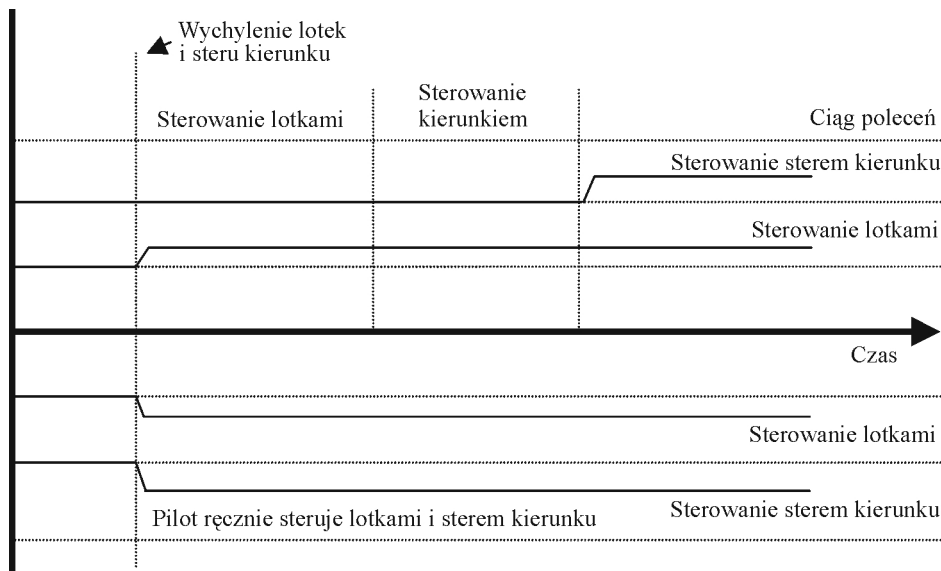 Wychylenie lotek
i steru kierunku
Sterowanie lotkami
Sterowanie
kierunkiem
Ciąg poleceń
Sterowanie sterem kierunku
Sterowanie lotkami
Czas
Sterowanie lotkami
Pilot ręcznie steruje lotkami i sterem kierunku
Sterowanie sterem kierunku